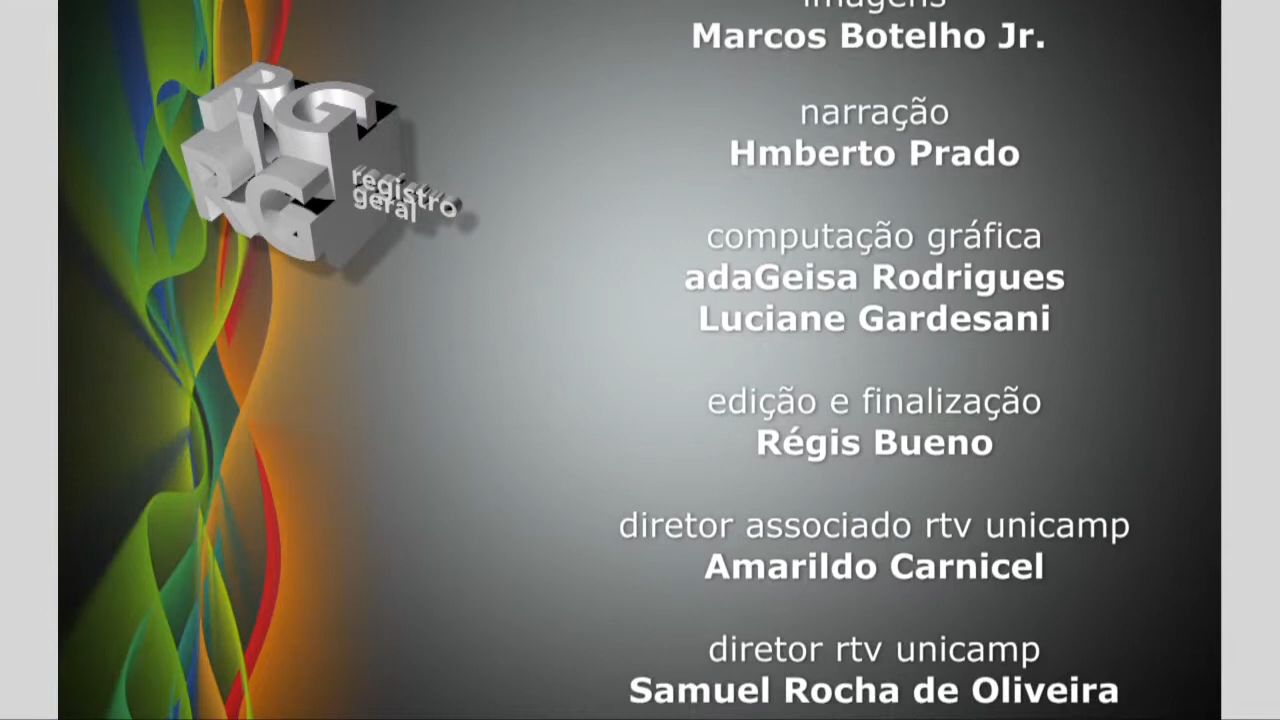 imagens
Marcos Botelho Jr.
narração
Hmberto Prado
computação gráfica
adaGeisa Rodrigues
Luciane Gardesani
edição e finalização
Régis Bueno
diretor associado rtv unicamp
Amarildo Carnicel
diretor rtv unicamp
Samuel Rocha de Oliveira
RG
RG
registro
geral